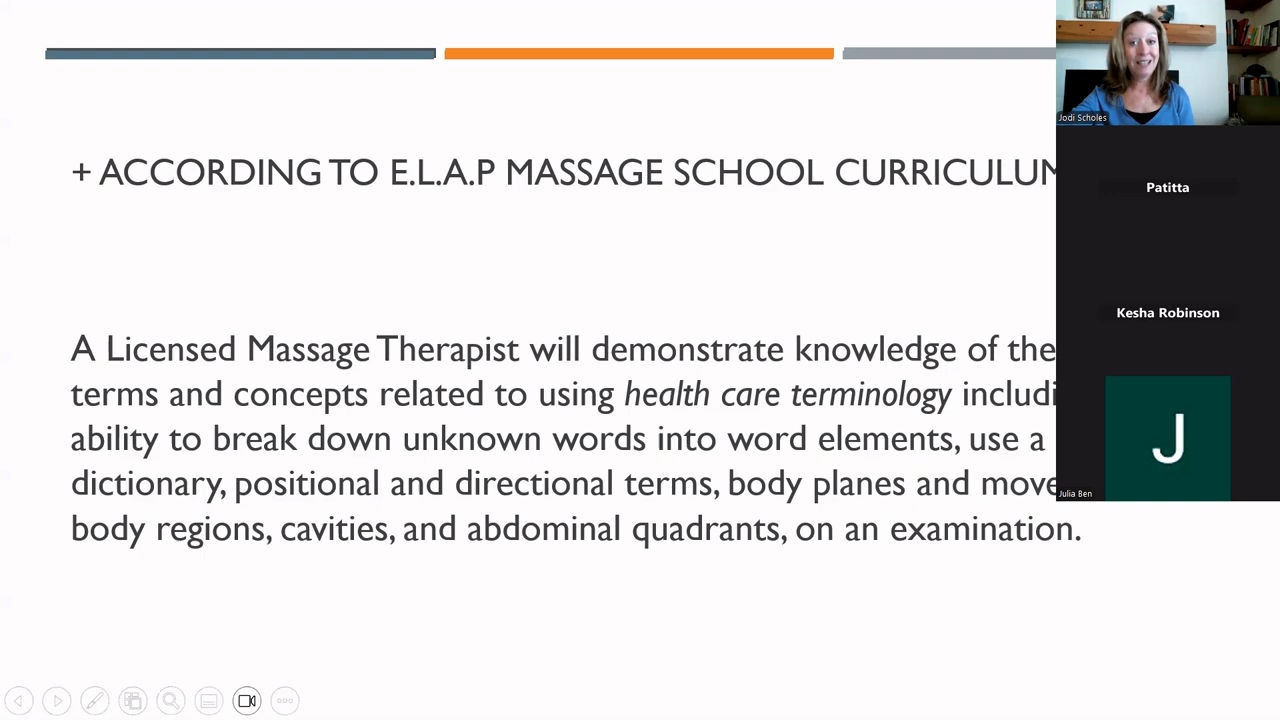 + ACCORDING TO E.L.A.P MASSAGE SCHOOL CURRICULUM
A Licensed Massage Therapist will demonstrate knowledge of the
terms and concepts related to using health care terminology
ability to break down unknown words into word elements, use a
dictionary, positional and directional terms, body planes and
body regions, cavities, and abdominal quadrants, on an examination.
Jodi Scholes
Patitta
Kesha Robinson
J
Julia Ben